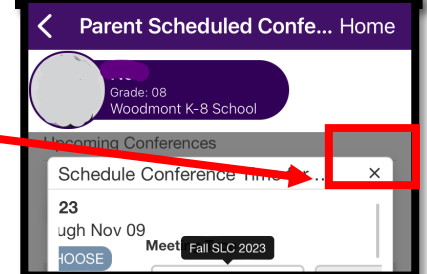 Parent Scheduled Confe... Home
Grade: 08
Woodmont K-8 School
Upcoming Conferences
Schedule Conference Time for ... ×
23
ugh Nov 09
Meet
Fall SLC 2023
HOOSE